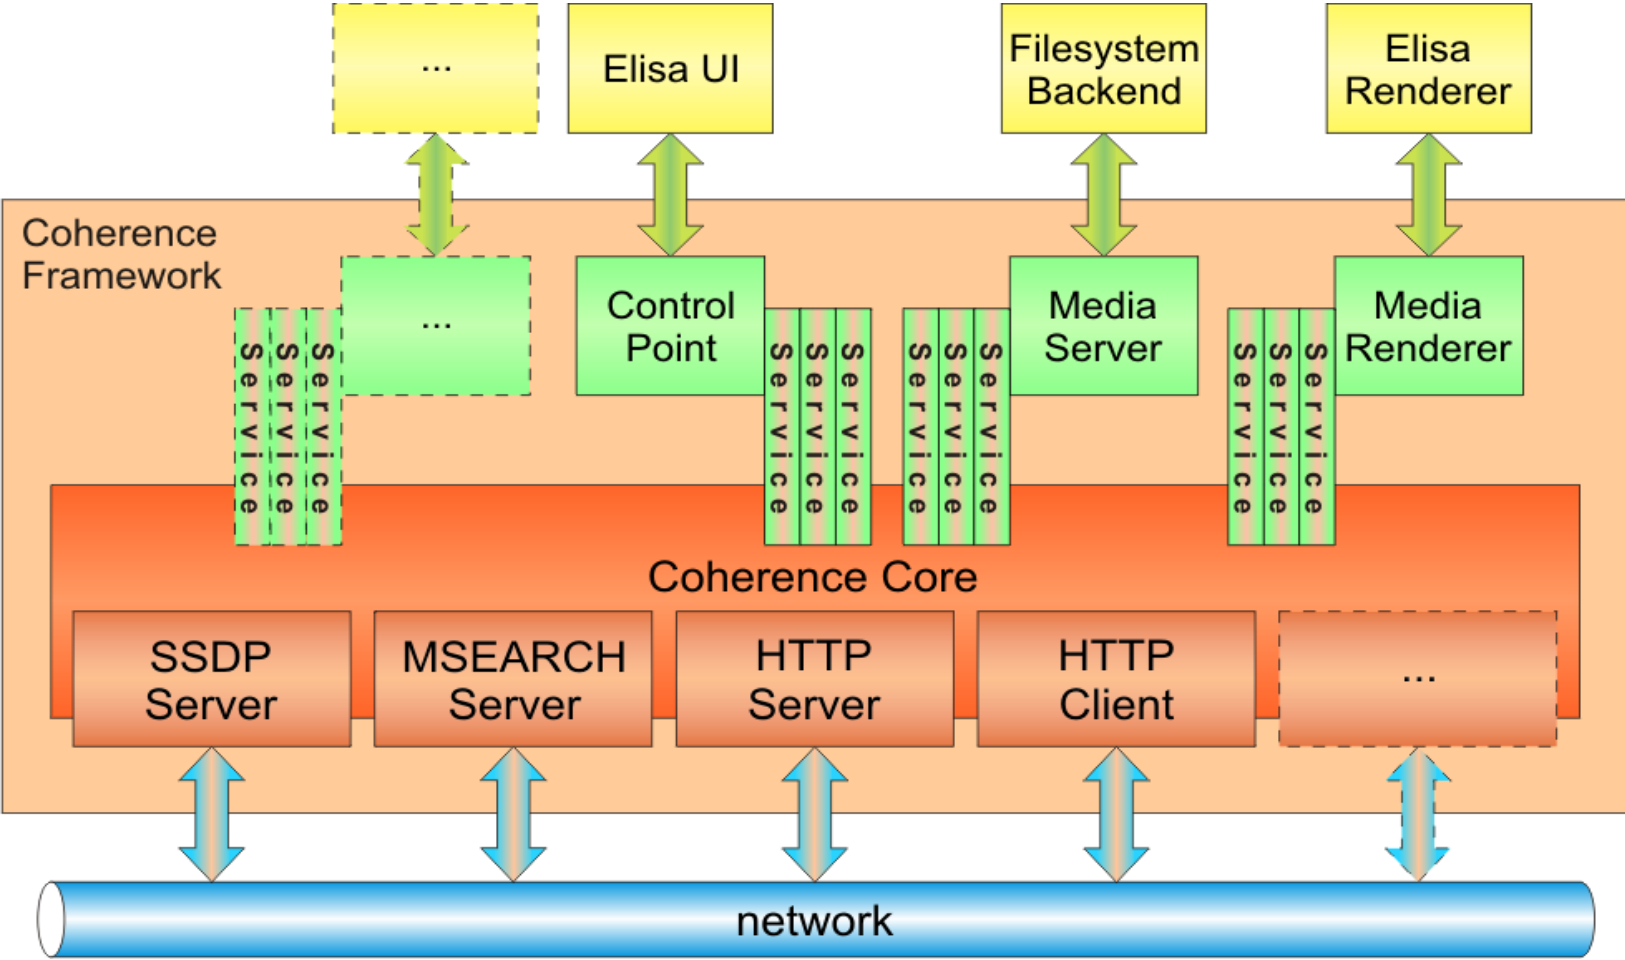 ...
Elisa UI
Filesystem
Backend
Elisa
Renderer
Coherence
Framework
...
Control
Point
Media
Server
Media
Renderer
Service
Service
Service
Service
Service
Service
Service
Service
Service
Service
Service
Service
Coherence Core
SSDP
Server
MSEARCH
Server
HTTP
Server
HTTP
Client
...
network